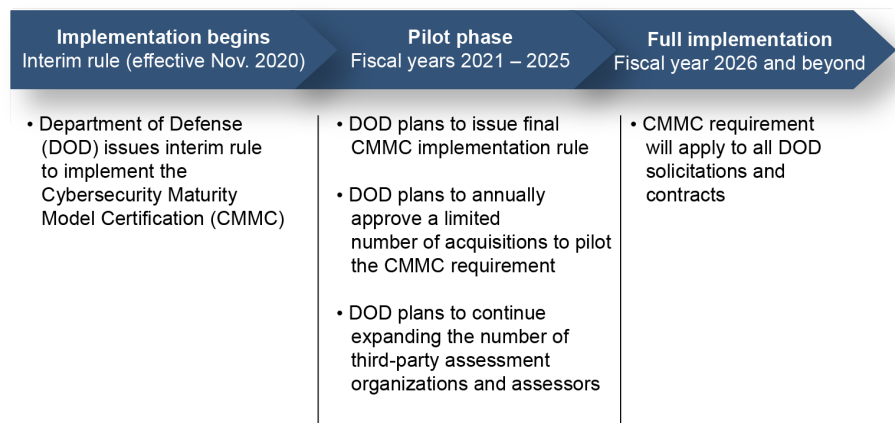 Implementation begins
Interim rule (effective Nov. 2020)
Pilot phase
Fiscal years 2021 – 2025
Full implementation
Fiscal year 2026 and beyond
• Department of Defense
(DOD) issues interim rule
to implement the
Cybersecurity Maturity
Model Certification (CMMC)
• DOD plans to issue final
CMMC implementation rule
• DOD plans to annually
approve a limited
number of acquisitions to pilot
the CMMC requirement
• DOD plans to continue
expanding the number of
third-party assessment
organizations and assessors
• CMMC requirement
will apply to all DOD
solicitations and
contracts